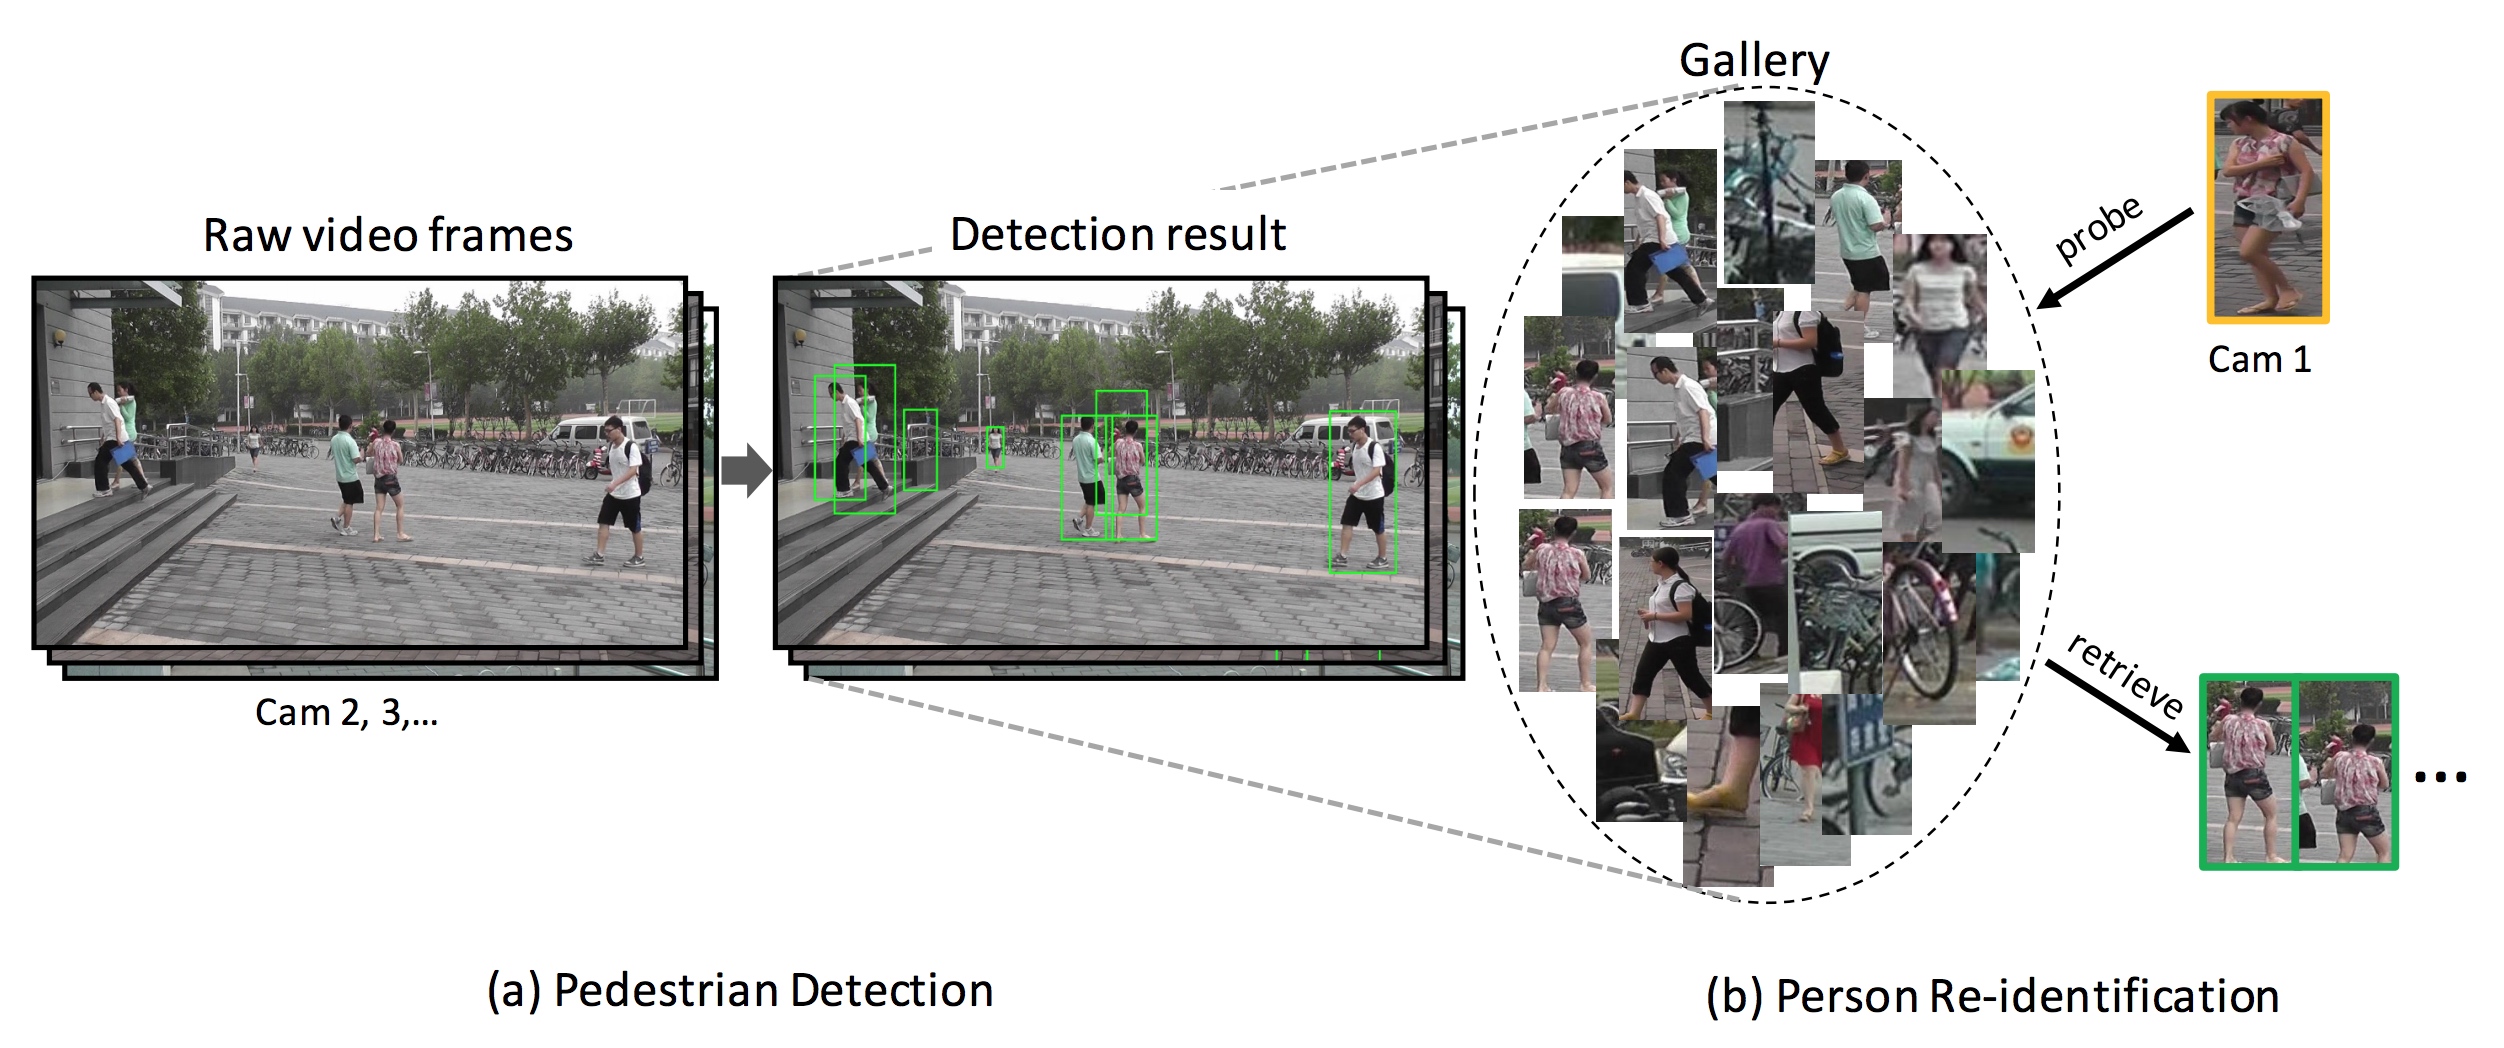 Gallery
Raw video frames
Detection result
probe
Cam 1
retrieve
...
Cam 2, 3,...
(a) Pedestrian Detection
(b) Person Re-identification